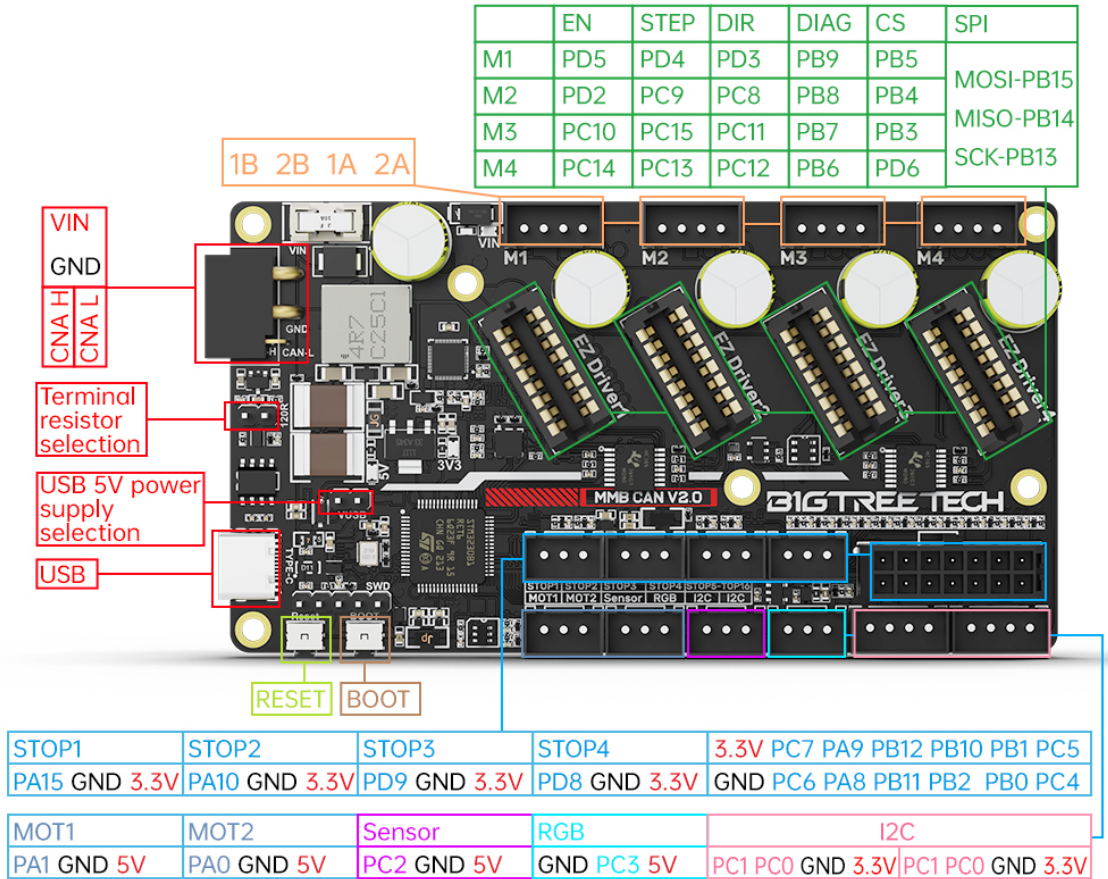 EN STEP DIR DIAG CS SPI
M1 PD5 PD4 PD3 PB9 PB5
M2 PD2 PC9 PC8 PB8 PB4
M3 PC10 PC15 PC11 PB7 PB3
M4 PC14 PC13 PC12 PB6 PD6
MOSI-PB15
MISO-PB14
SCK-PB13
1B 2B 1A 2A
VIN
GND
CNA H
CNA L
VIN
VIN
M1
M2
M3
M4
GND
H CAN-L
4R7
C25C1
EZ Driver1
EZ Driver2
EZ Driver3
EZ Driver4
Terminal
resistor
selection
120R
3V3
5V
USB 5V power
supply
selection
VUSB
MMB CAN V2.0
BIGTREETECH
USB
TYPE-C
SWD
STOP1 STOP2 STOP3 STOP4 STOP5-TOP16
MOT1 MOT2 Sensor RGB I2C I2C
Reset
BOOT
RESET
BOOT
STOP1 STOP2 STOP3 STOP4 3.3V PC7 PA9 PB12 PB10 PB1 PC5
PA15 GND 3.3V PA10 GND 3.3V PD9 GND 3.3V PD8 GND 3.3V GND PC6 PA8 PB11 PB2 PB0 PC4
MOT1 MOT2 Sensor RGB I2C
PA1 GND 5V PA0 GND 5V PC2 GND 5V GND PC3 5V PC1 PC0 GND 3.3V PC1 PC0 GND 3.3V